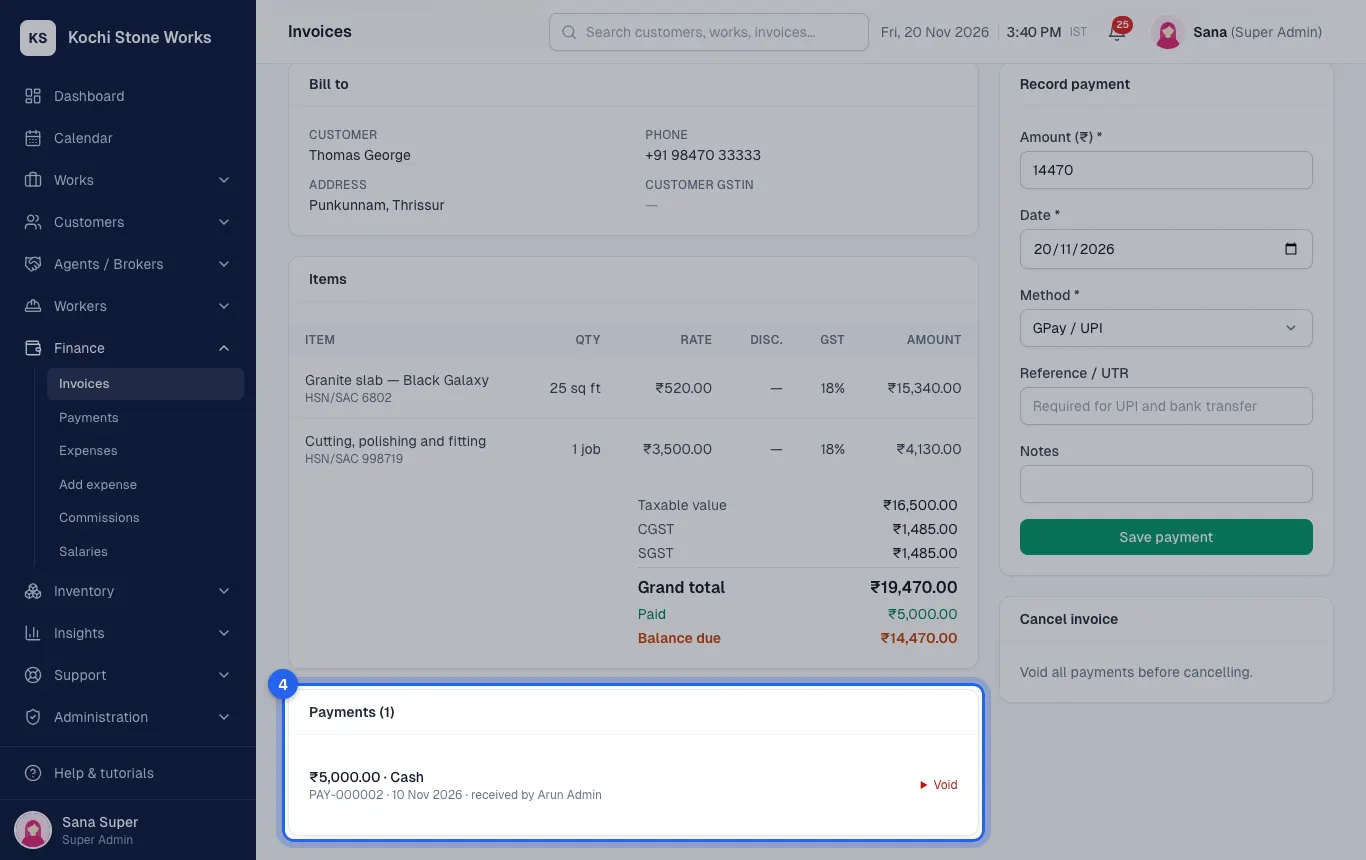 KS
Kochi Stone Works
Dashboard
Calendar
Works
Customers
Agents / Brokers
Workers
Finance
Invoices
Payments
Expenses
Add expense
Commissions
Salaries
Inventory
Insights
Support
Administration
Help & tutorials
Sana Super
Super Admin
Invoices
Search customers, works, invoices...
Fri, 20 Nov 2026
3:40 PM IST
25
Sana (Super Admin)
Bill to
CUSTOMER
Thomas George
PHONE
+91 98470 33333
ADDRESS
Punkunnam, Thrissur
CUSTOMER GSTIN
—
Items
ITEM QTY RATE DISC. GST AMOUNT
Granite slab — Black Galaxy 25 sq ft ₹520.00 — 18% ₹15,340.00
HSN/SAC 6802
Cutting, polishing and fitting 1 job ₹3,500.00 — 18% ₹4,130.00
HSN/SAC 998719
Taxable value ₹16,500.00
CGST ₹1,485.00
SGST ₹1,485.00
Grand total ₹19,470.00
Paid ₹5,000.00
Balance due ₹14,470.00
4
Payments (1)
₹5,000.00 · Cash
PAY-000002 · 10 Nov 2026 · received by Arun Admin
Void
Record payment
Amount (₹) *
14470
Date *
20/11/2026
Method *
GPay / UPI
Reference / UTR
Required for UPI and bank transfer
Notes
Save payment
Cancel invoice
Void all payments before cancelling.